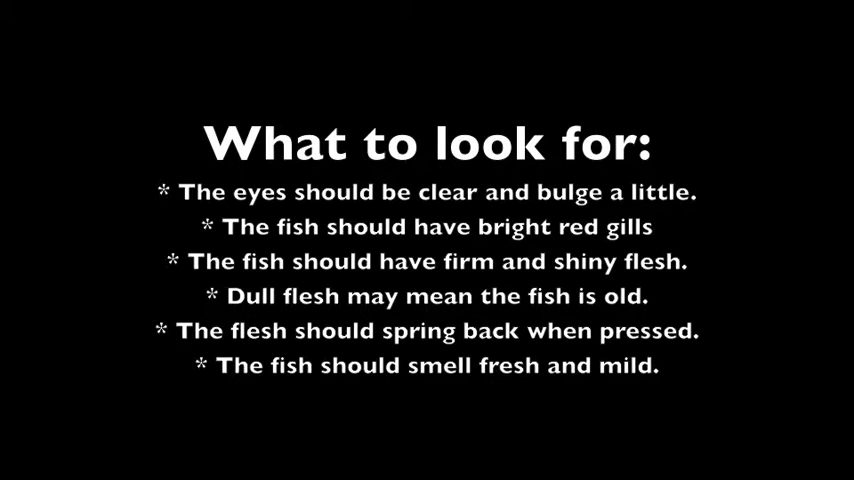 What to look for:
* The eyes should be clear and bulge a little.
* The fish should have bright red gills
* The fish should have firm and shiny flesh.
* Dull flesh may mean the fish is old.
* The flesh should spring back when pressed.
* The fish should smell fresh and mild.